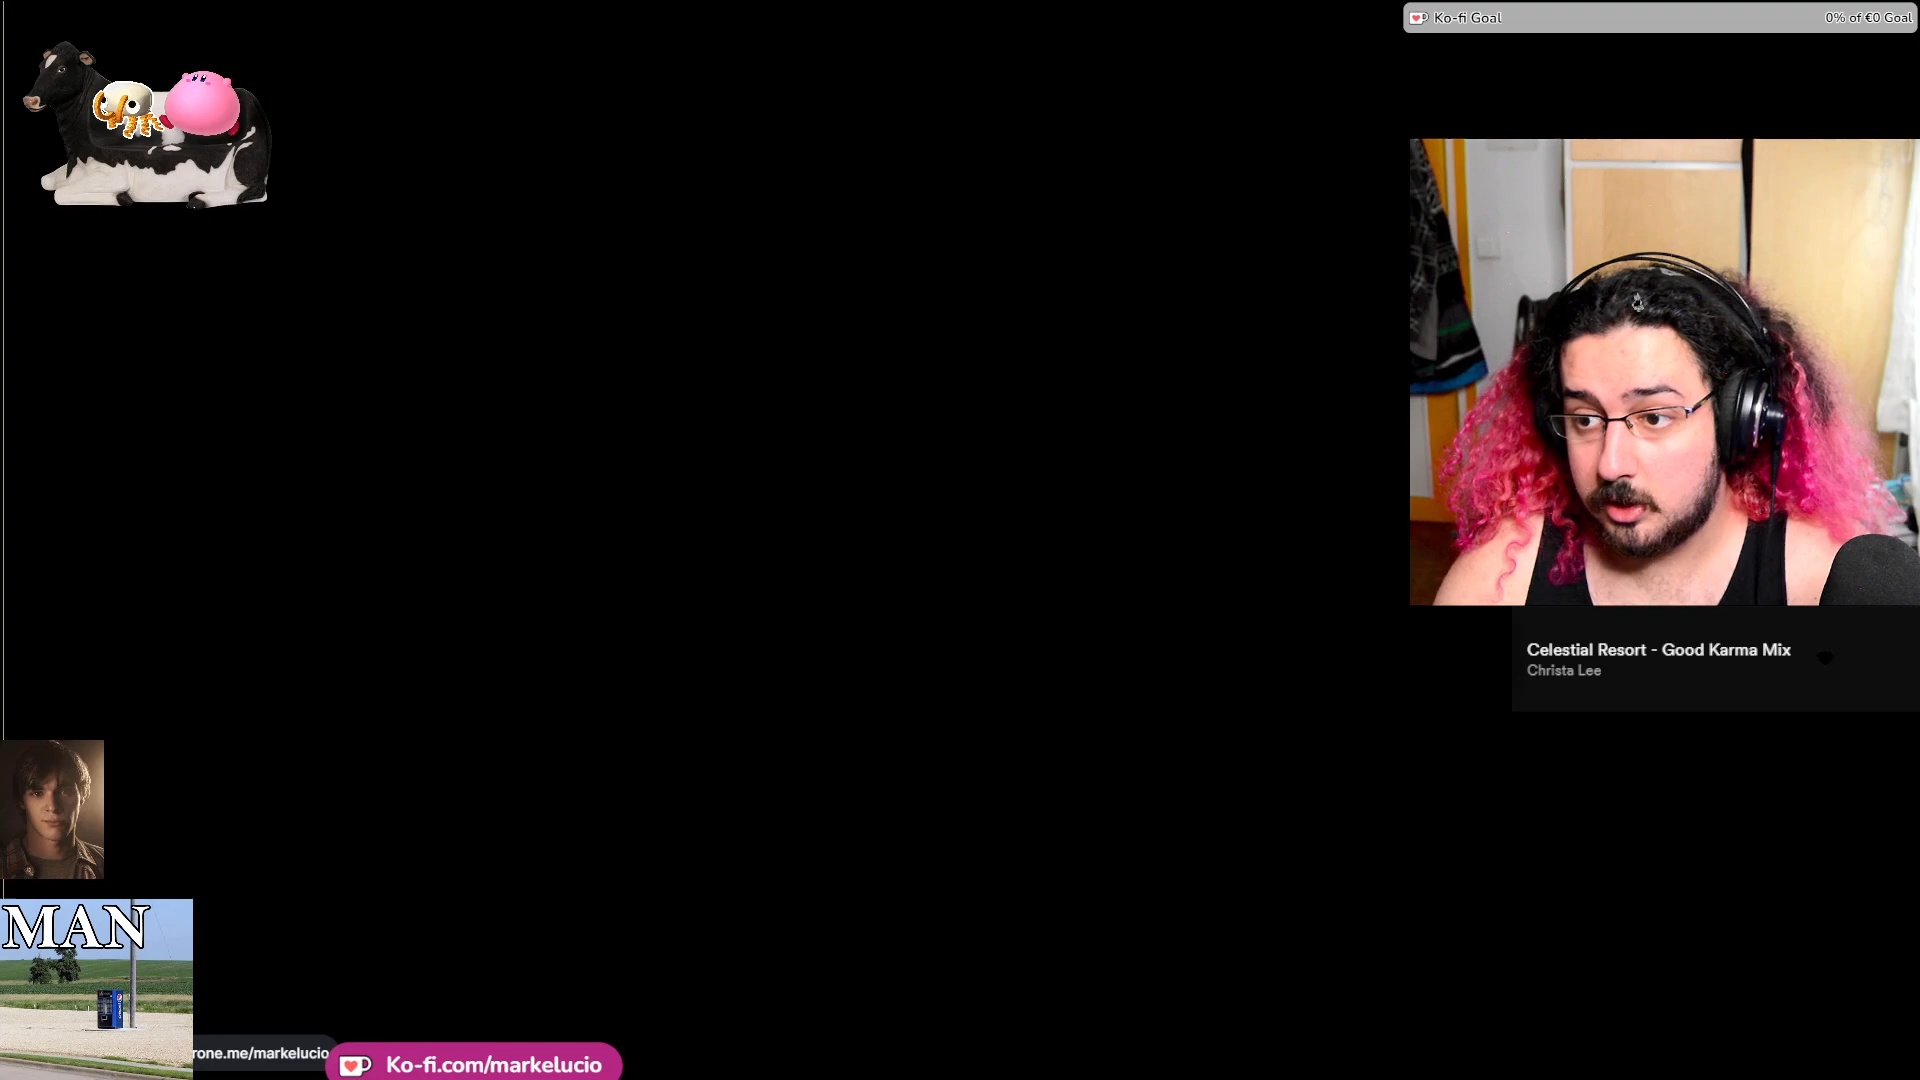 Ko-fi Goal
0% of €0 Goal
Celestial Resort - Good Karma Mix
Christa Lee
MAN
rone.me/markelucio
Ko-fi.com/markelucio